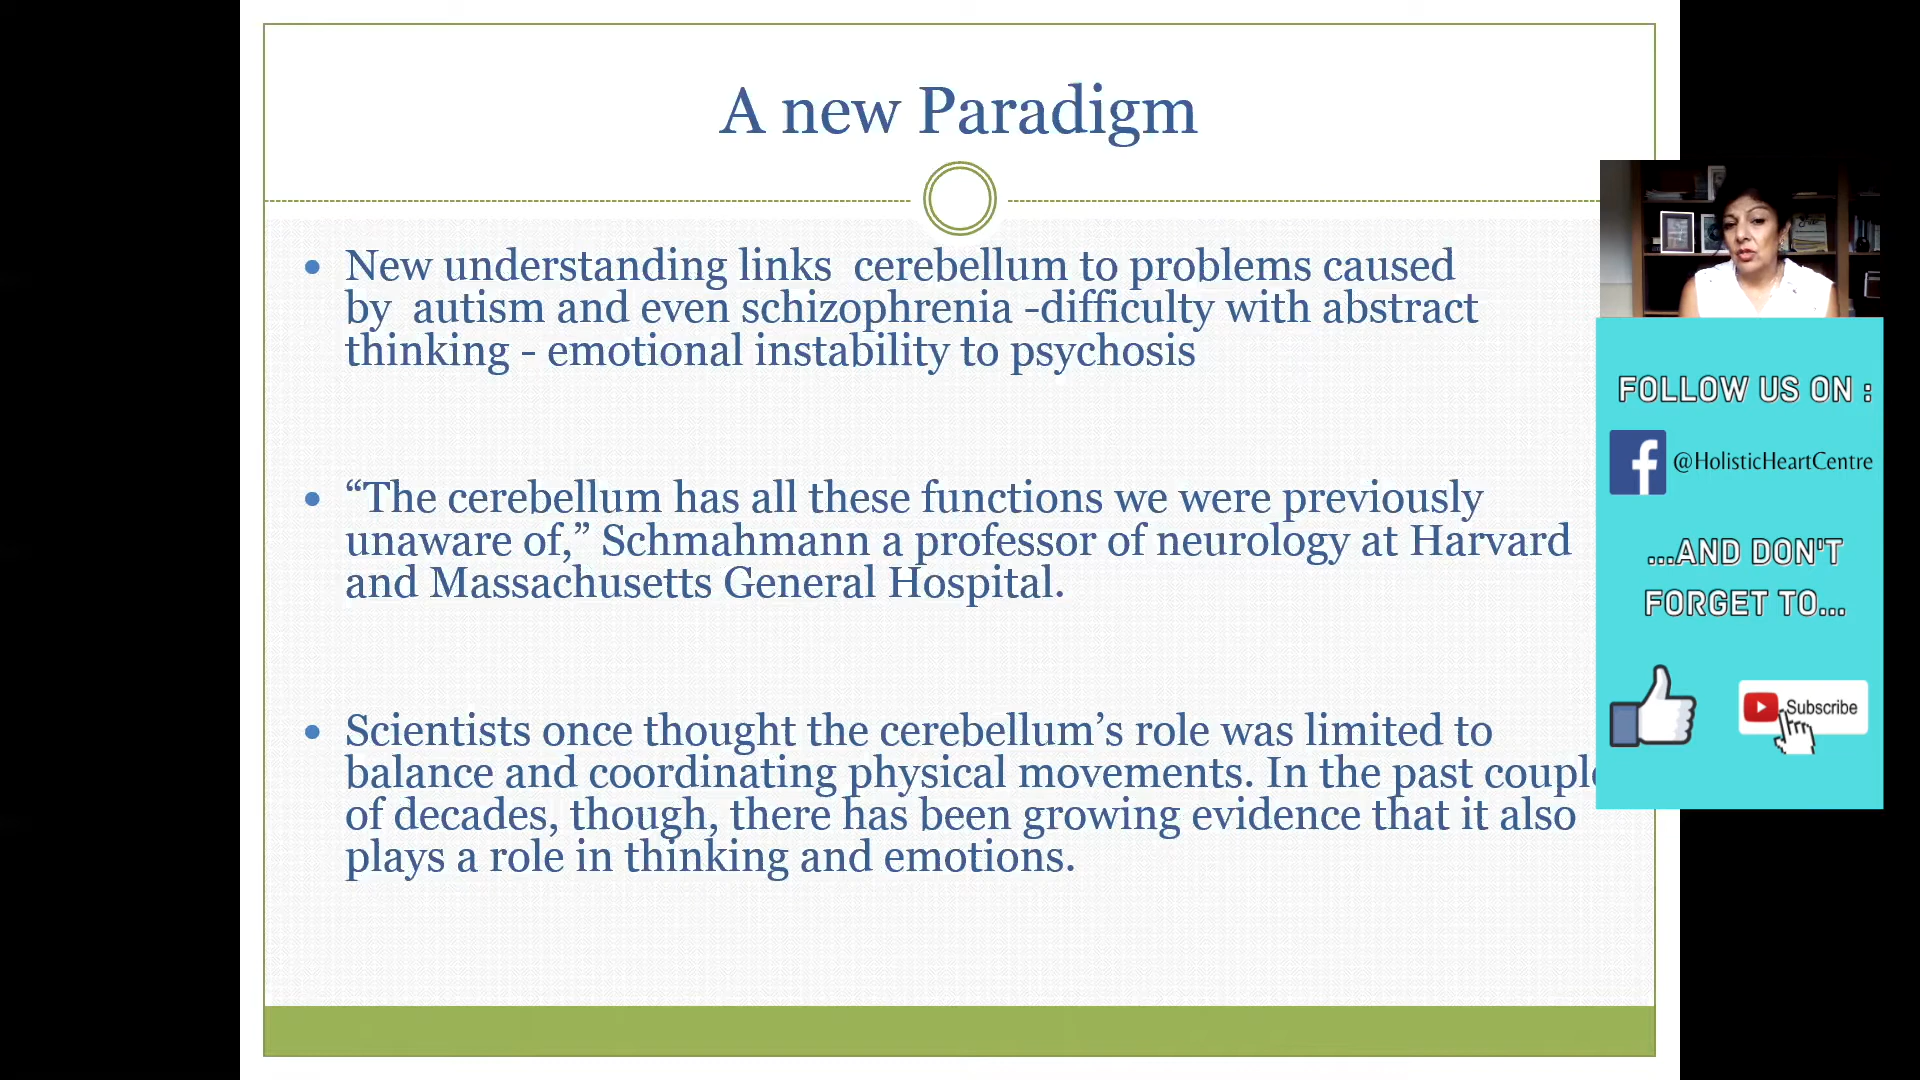 A new Paradigm
• New understanding links  cerebellum to problems caused
by  autism and even schizophrenia -difficulty with abstract
thinking - emotional instability to psychosis
• “The cerebellum has all these functions we were previously
unaware of,” Schmahmann a professor of neurology at Harvard
and Massachusetts General Hospital.
• Scientists once thought the cerebellum’s role was limited to
balance and coordinating physical movements. In the past
of decades, though, there has been growing evidence that it also
plays a role in thinking and emotions.
FOLLOW US ON :
@HolisticHeartCentre
...AND DON'T
FORGET TO...
Subscribe